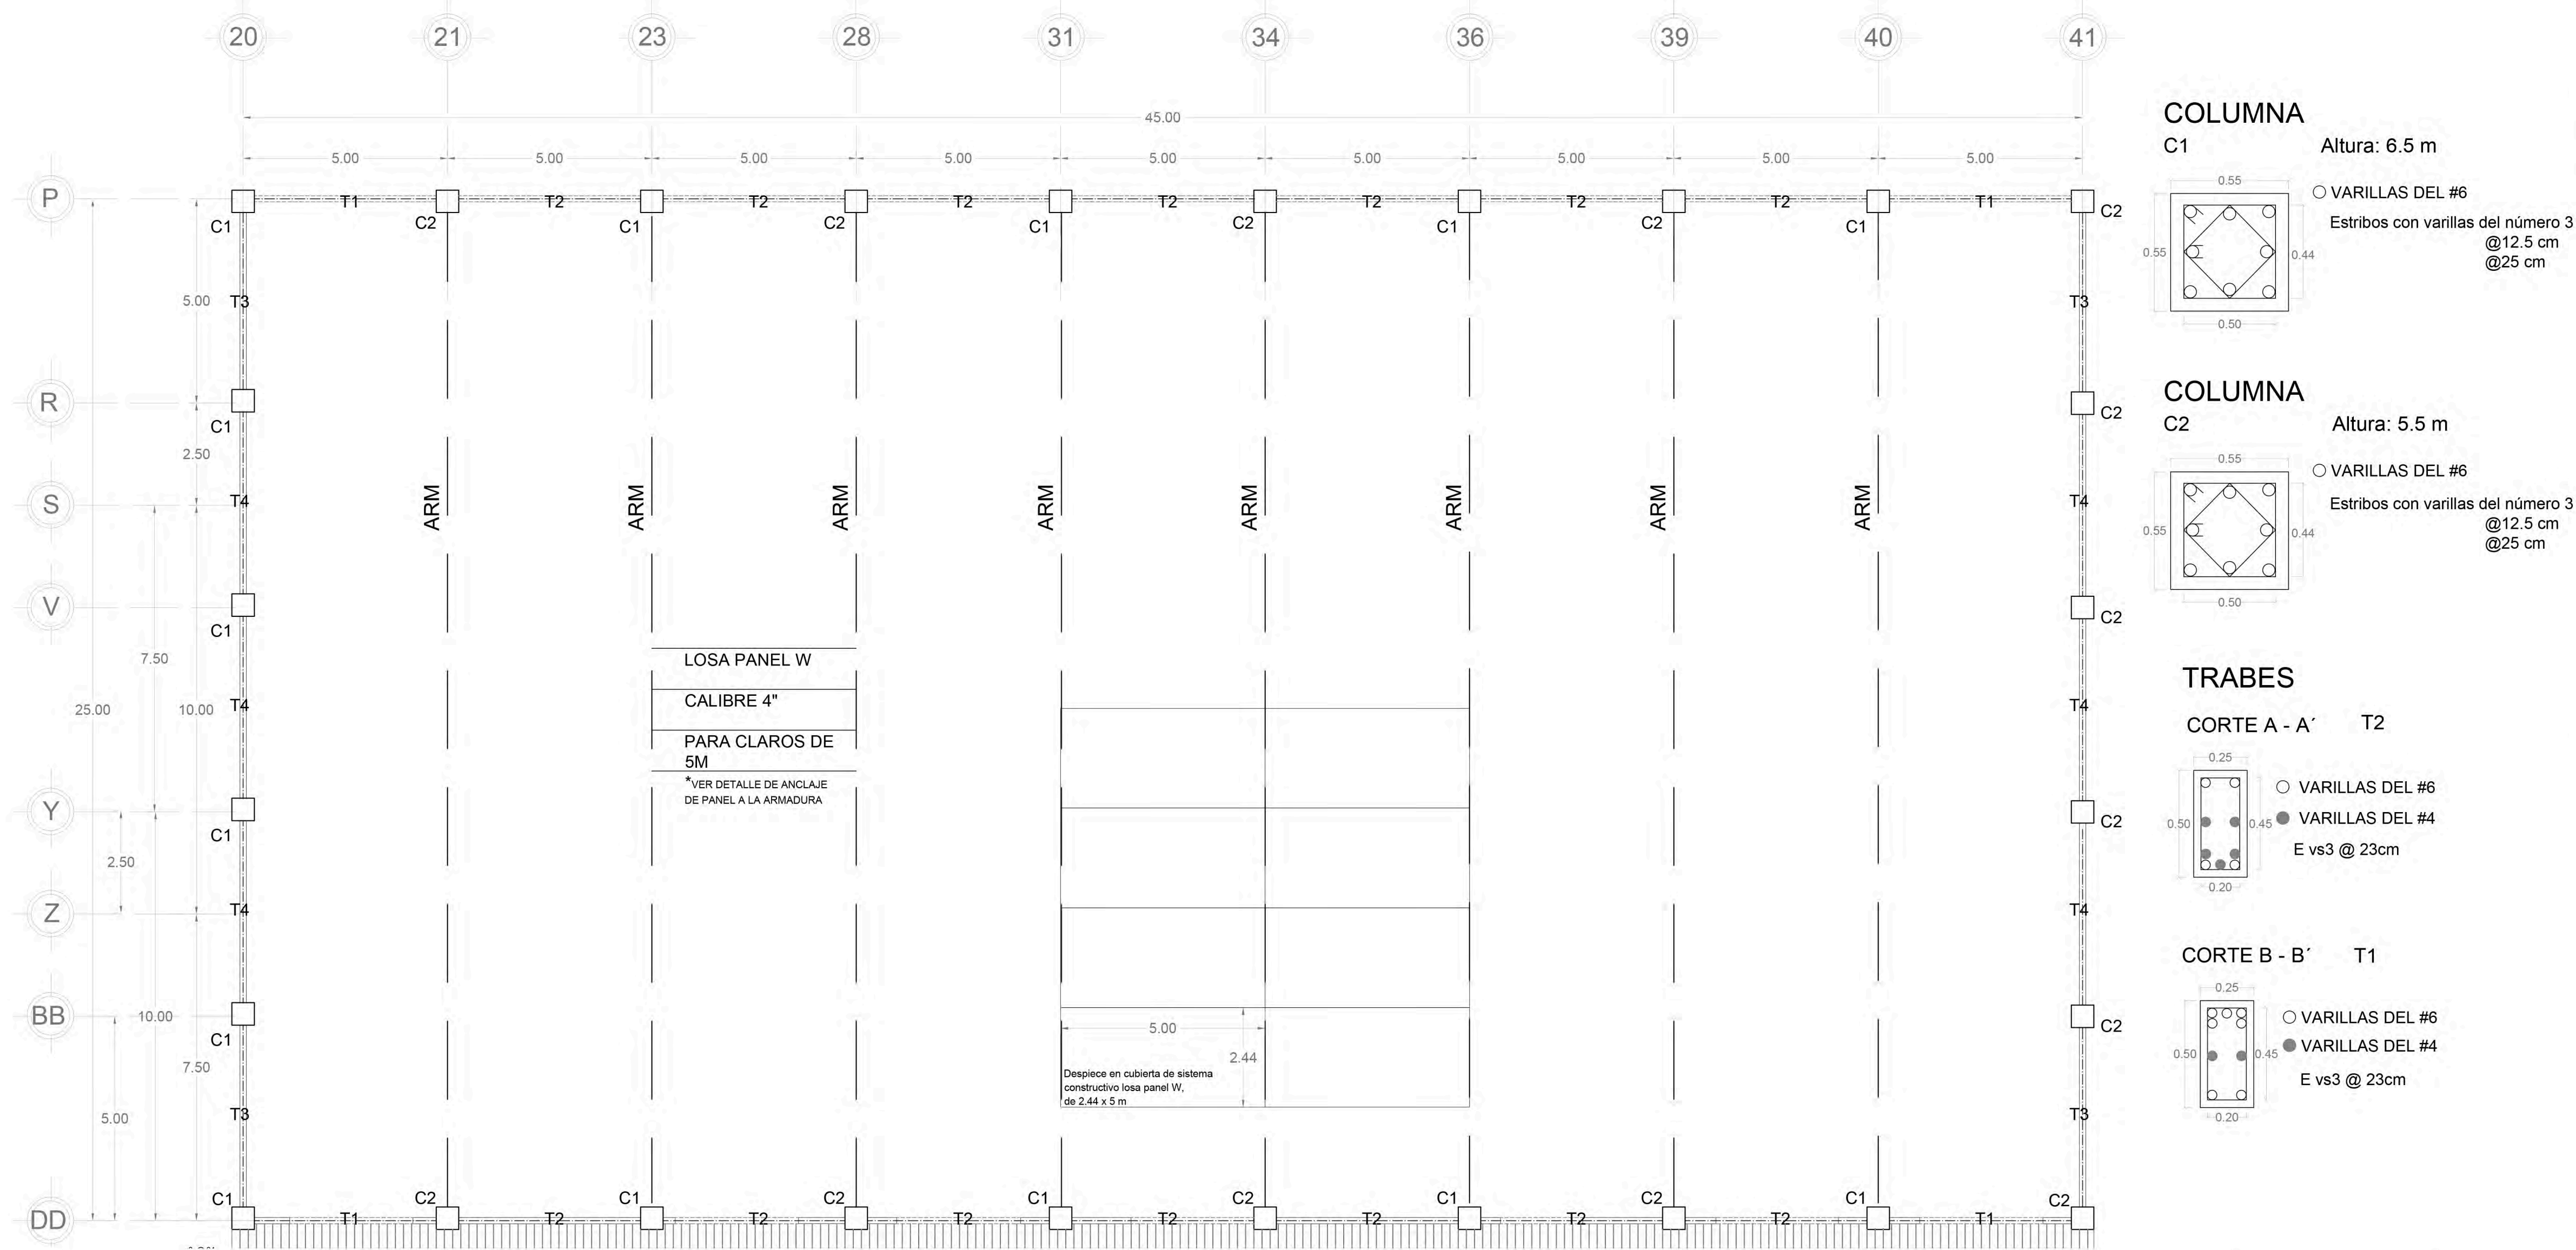 20 21 23 28 31 34 36 39 40 41
45.00
5.00 5.00 5.00 5.00 5.00 5.00 5.00 5.00 5.00
P
T1 T2 T2 T2 T2 T2 T2 T2 T1
C1 C2 C1 C2 C1 C2 C1 C2 C1 C2
5.00 T3 T3
R
C1 C2
2.50
S
T4 T4
ARM ARM ARM ARM ARM ARM ARM ARM
V
C1 C2
7.50
25.00 10.00 T4 T4
LOSA PANEL W
CALIBRE 4"
PARA CLAROS DE
5M
*VER DETALLE DE ANCLAJE
DE PANEL A LA ARMADURA
Y
C1 C2
2.50
Z
T4 T4
BB
10.00
C1 C2
5.00
2.44
Despiece en cubierta de sistema
constructivo losa panel W,
de 2.44 x 5 m
7.50
5.00
T3 T3
C1 C2 C1 C2 C1 C2 C1 C2 C1 C2
DD
T1 T2 T2 T2 T2 T2 T2 T2 T1
COLUMNA
C1 Altura: 6.5 m
0.55
VARILLAS DEL #6
Estribos con varillas del número 3
@12.5 cm
@25 cm
0.55 0.44
0.50
COLUMNA
C2 Altura: 5.5 m
0.55
VARILLAS DEL #6
Estribos con varillas del número 3
@12.5 cm
@25 cm
0.55 0.44
0.50
TRABES
CORTE A - A´ T2
0.25
VARILLAS DEL #6
VARILLAS DEL #4
0.50 0.45
E vs3 @ 23cm
0.20
CORTE B - B´ T1
0.25
VARILLAS DEL #6
VARILLAS DEL #4
0.50 0.45
E vs3 @ 23cm
0.20